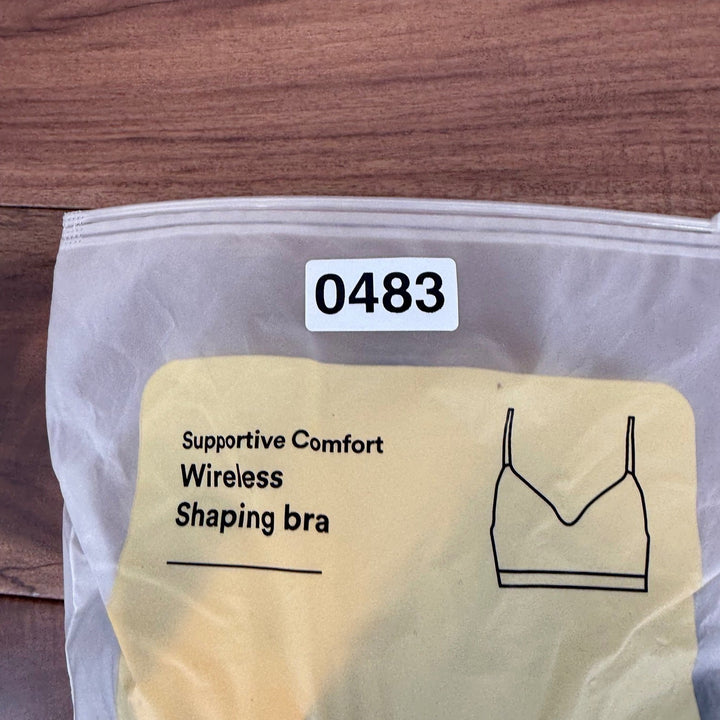 0483
Supportive Comfort
Wireless
Shaping bra